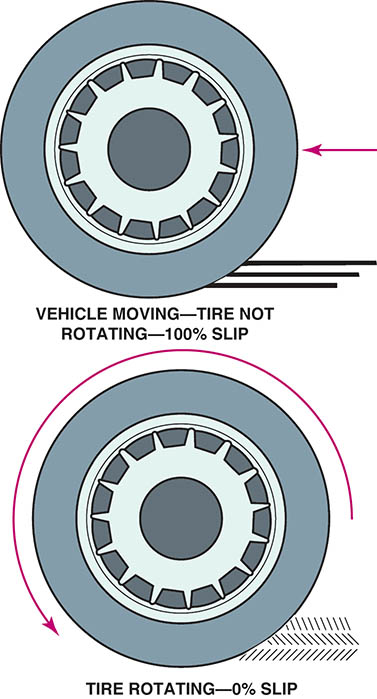 VEHICLE MOVING—TIRE NOT
ROTATING—100% SLIP
TIRE ROTATING—0% SLIP